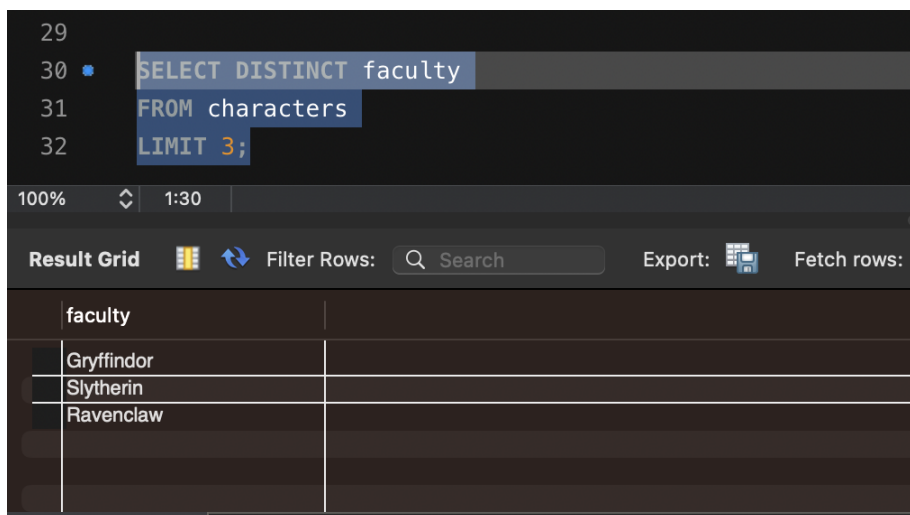 29
30 SELECT DISTINCT faculty
31 FROM characters
32 LIMIT 3;
100% 1:30
Result Grid Filter Rows: Search Export: Fetch rows:
faculty
Gryffindor
Slytherin
Ravenclaw